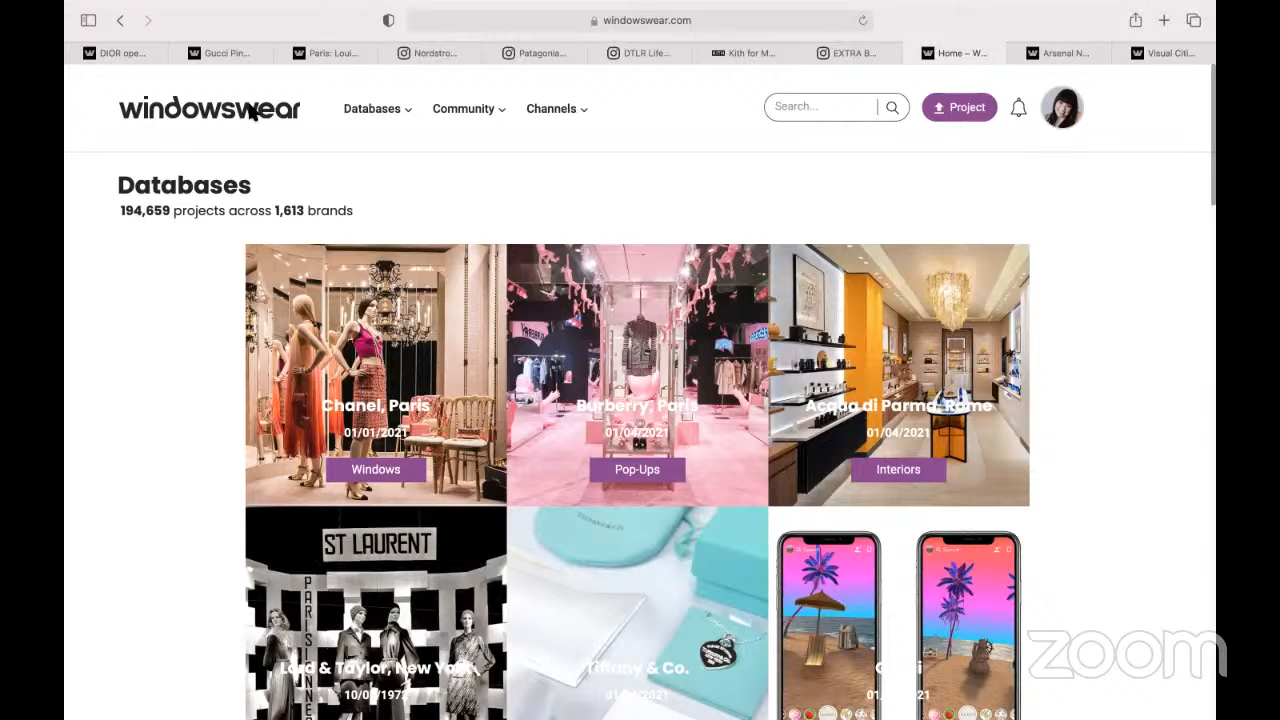 windowswear.com
DIOR ope...
Gucci Pin...
Paris: Loui...
Nordstro...
Patagonia...
DTLR Life...
Kith for M...
EXTRA B...
Home – W...
Arsenal N...
Visual Citi...
windowswear
Databases
Community
Channels
Search...
Project
Databases
194,659 projects across 1,613 brands
Chanel, Paris
01/01/2021
Windows
Burberry, Paris
01/04/2021
Pop-Ups
Acqua di Parma, Rome
01/04/2021
Interiors
ST LAURENT
Lord & Taylor, New York
Tiffany & Co.
zoom